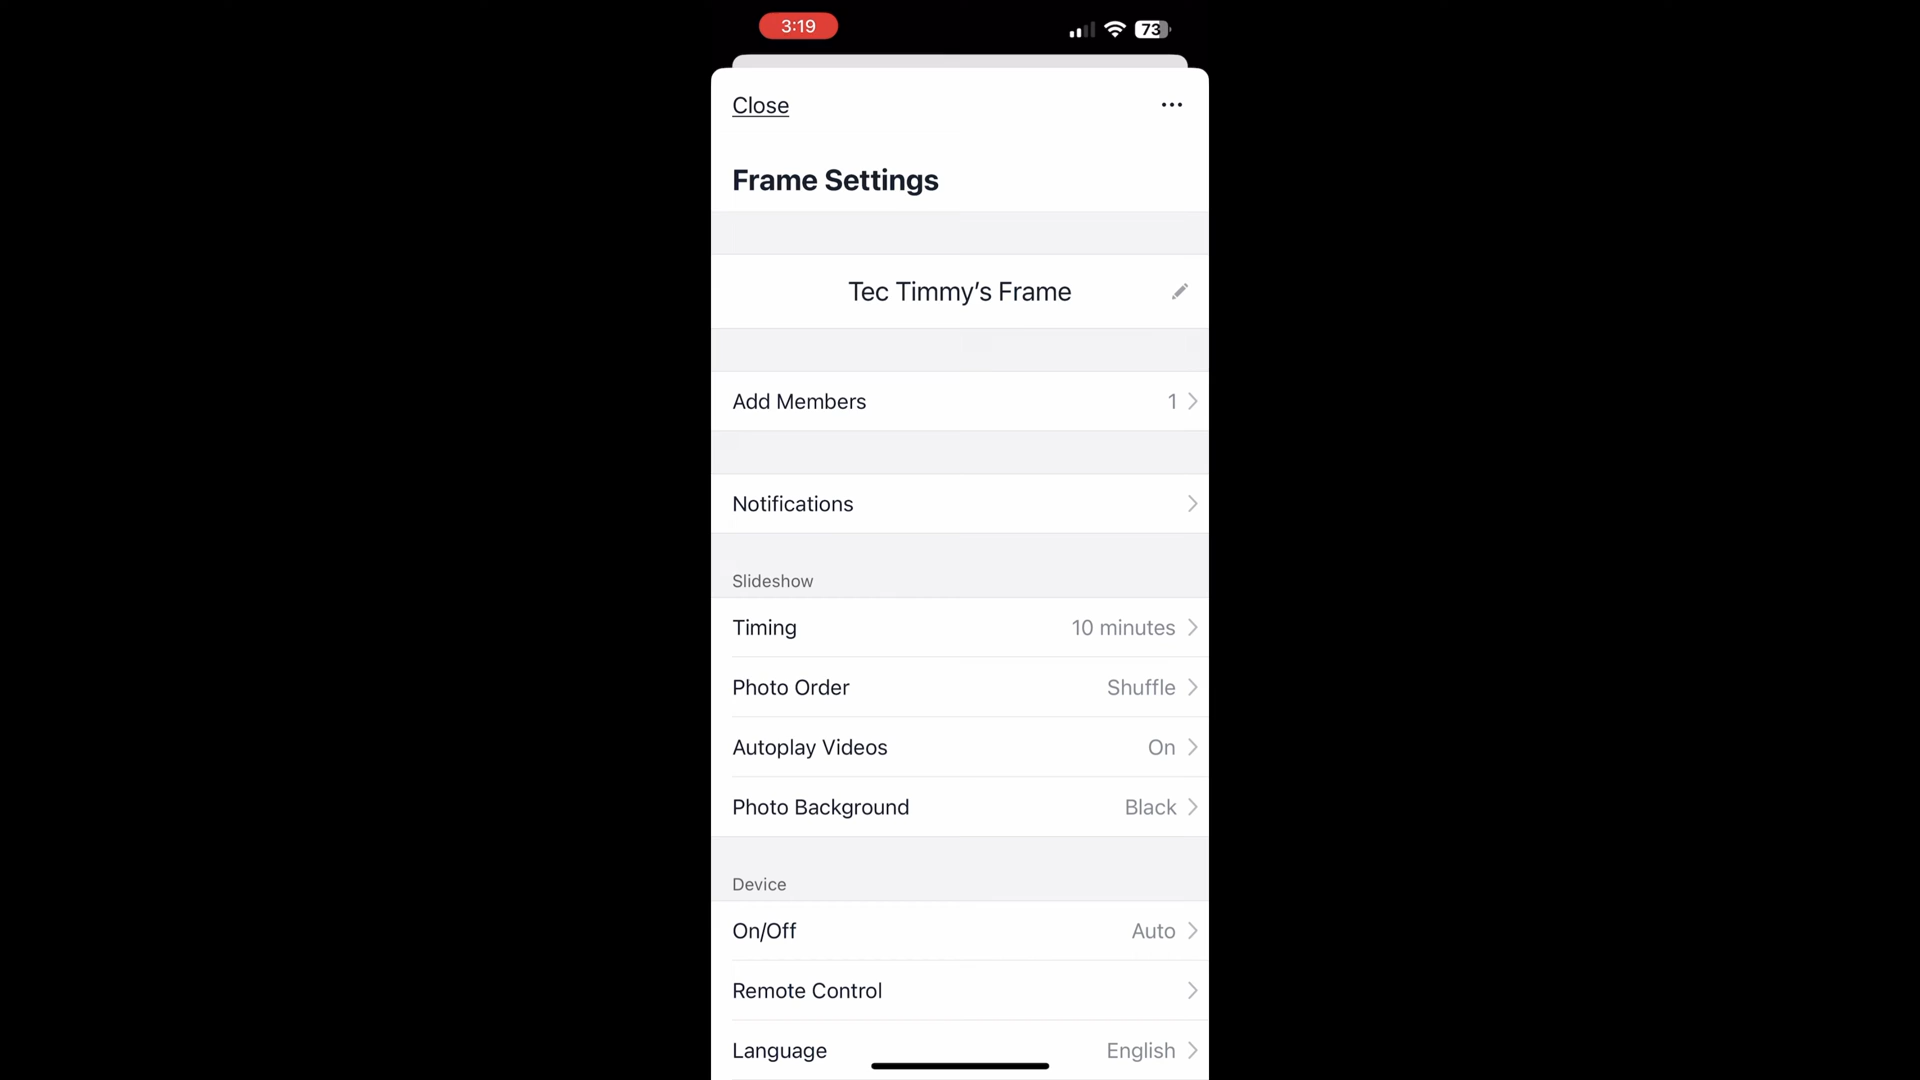 3:19
73
Close
Frame Settings
Tec Timmy’s Frame
Add Members 1
Notifications
Slideshow
Timing 10 minutes
Photo Order Shuffle
Autoplay Videos On
Photo Background Black
Device
On/Off Auto
Remote Control
Language English